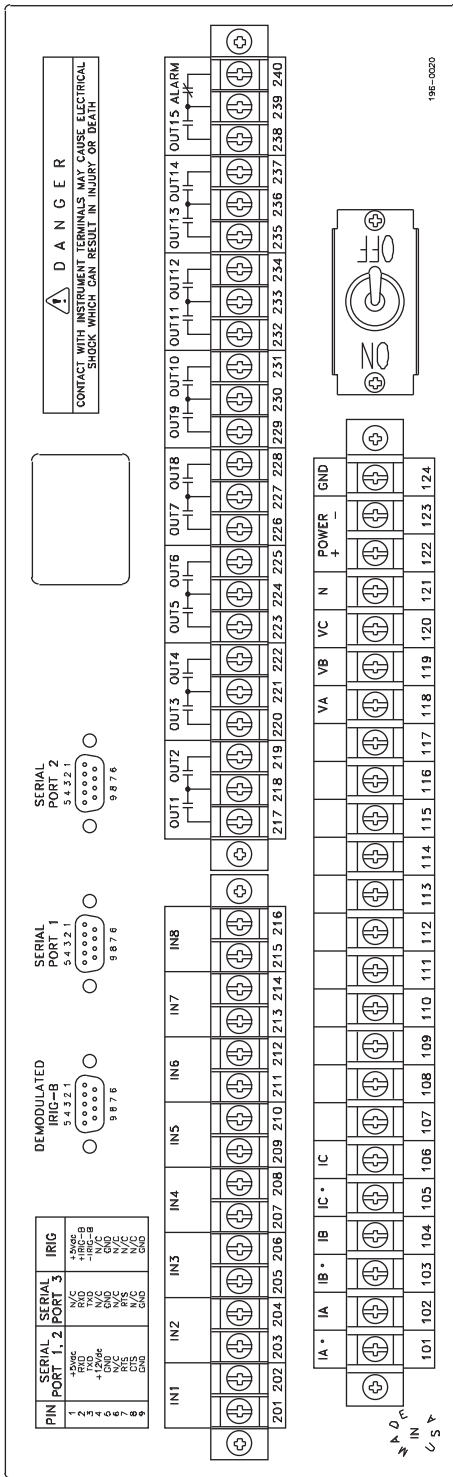 PIN SERIAL PORT 1, 2 SERIAL PORT 3 IRIG
1 +5Vdc N/C +5Vdc
2 RXD RXD +IRIG-B
3 TXD TXD -IRIG-B
4 +12Vdc N/C N/C
5 GND GND GND
6 N/C N/C N/C
7 RTS RTS N/C
8 CTS N/C N/C
9 GND GND GND
DEMODULATED
IRIG-B
5 4 3 2 1
9 8 7 6
SERIAL
PORT 1
5 4 3 2 1
9 8 7 6
SERIAL
PORT 2
5 4 3 2 1
9 8 7 6
! DANGER
CONTACT WITH INSTRUMENT TERMINALS MAY CAUSE ELECTRICAL
SHOCK WHICH CAN RESULT IN INJURY OR DEATH
IN1 IN2 IN3 IN4 IN5 IN6 IN7 IN8
201 202 203 204 205 206 207 208 209 210 211 212 213 214 215 216
OUT1 OUT2 OUT3 OUT4 OUT5 OUT6 OUT7 OUT8 OUT9 OUT10 OUT11 OUT12 OUT13 OUT14 OUT15 ALARM
217 218 219 220 221 222 223 224 225 226 227 228 229 230 231 232 233 234 235 236 237 238 239 240
IA• IA IB• IB IC• IC VA VB VC N POWER + - GND
101 102 103 104 105 106 107 108 109 110 111 112 113 114 115 116 117 118 119 120 121 122 123 124
ON OFF
MADE
IN
USA
196-0020